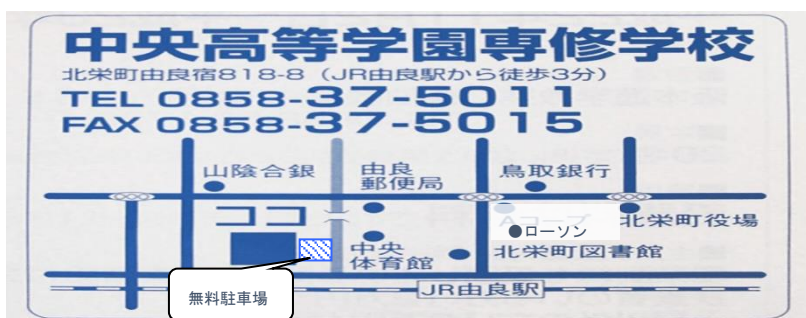 中央高等学園専修学校
北栄町由良宿818-8（JR由良駅から徒歩3分）
TEL 0858-37-5011
FAX 0858-37-5015
山陰合銀
由良
郵便局
鳥取銀行
ココ
Aコープ
●ローソン
北栄町役場
中央
体育館
北栄町図書館
無料駐車場
JR由良駅